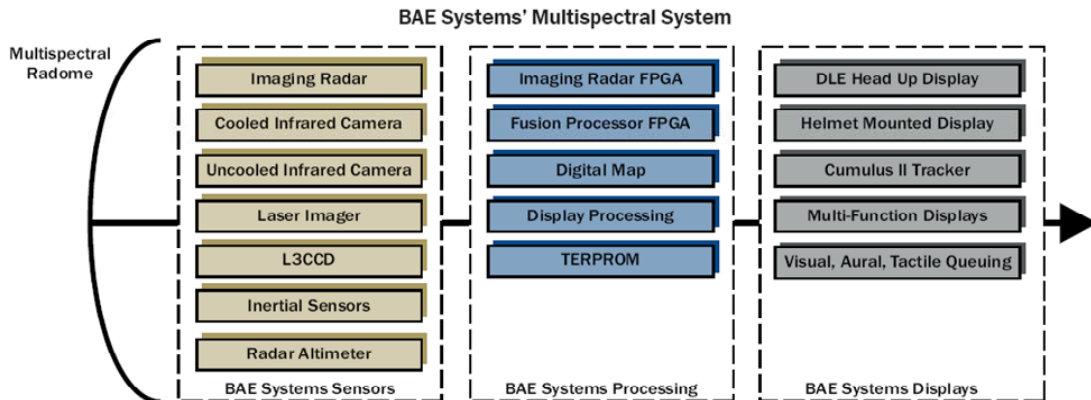 BAE Systems' Multispectral System
Multispectral
Radome
Imaging Radar
Cooled Infrared Camera
Uncooled Infrared Camera
Laser Imager
L3CCD
Inertial Sensors
Radar Altimeter
BAE Systems Sensors
Imaging Radar FPGA
Fusion Processor FPGA
Digital Map
Display Processing
TERPROM
BAE Systems Processing
DLE Head Up Display
Helmet Mounted Display
Cumulus II Tracker
Multi-Function Displays
Visual, Aural, Tactile Queuing
BAE Systems Displays